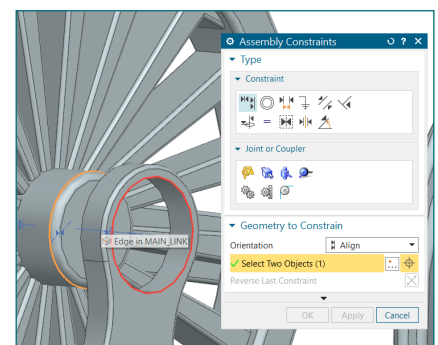 Assembly Constraints
?
Type
Constraint
Joint or Coupler
Geometry to Constrain
Orientation
Align
Select Two Objects (1)
Reverse Last Constraint
OK
Apply
Cancel
Edge in MAIN_LINK